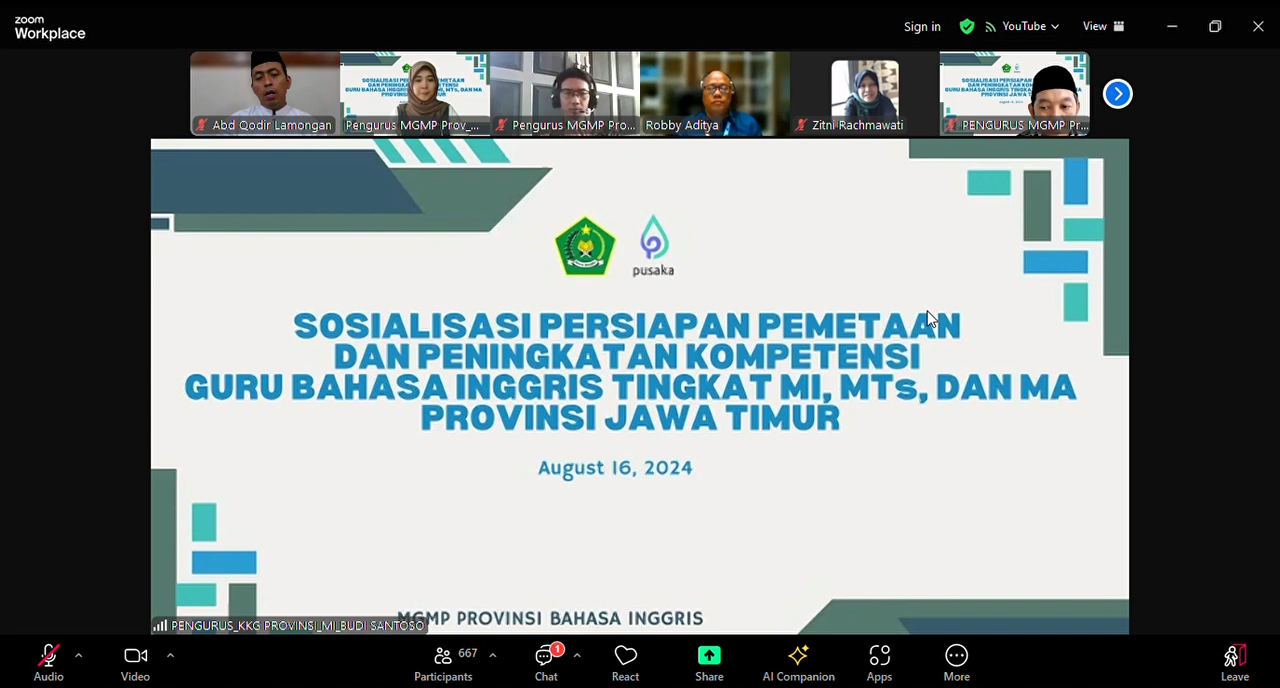 zoom
Workplace
Sign in
YouTube
View
Abd Qodir Lamongan
Pengurus MGMP Prov_...
Pengurus MGMP Pro...
Robby Aditya
Zitni Rachmawati
PENGURUS MGMP Pr...
pusaka
SOSIALISASI PERSIAPAN PEMETAAN
DAN PENINGKATAN KOMPETENSI
GURU BAHASA INGGRIS TINGKAT MI, MTs, DAN MA
PROVINSI JAWA TIMUR
August 16, 2024
MGMP PROVINSI BAHASA INGGRIS
PENGURUS_KKG PROVINSI_MI_BUDI SANTOSO
Audio
Video
667
Participants
1
Chat
React
Share
AI Companion
Apps
More
Leave